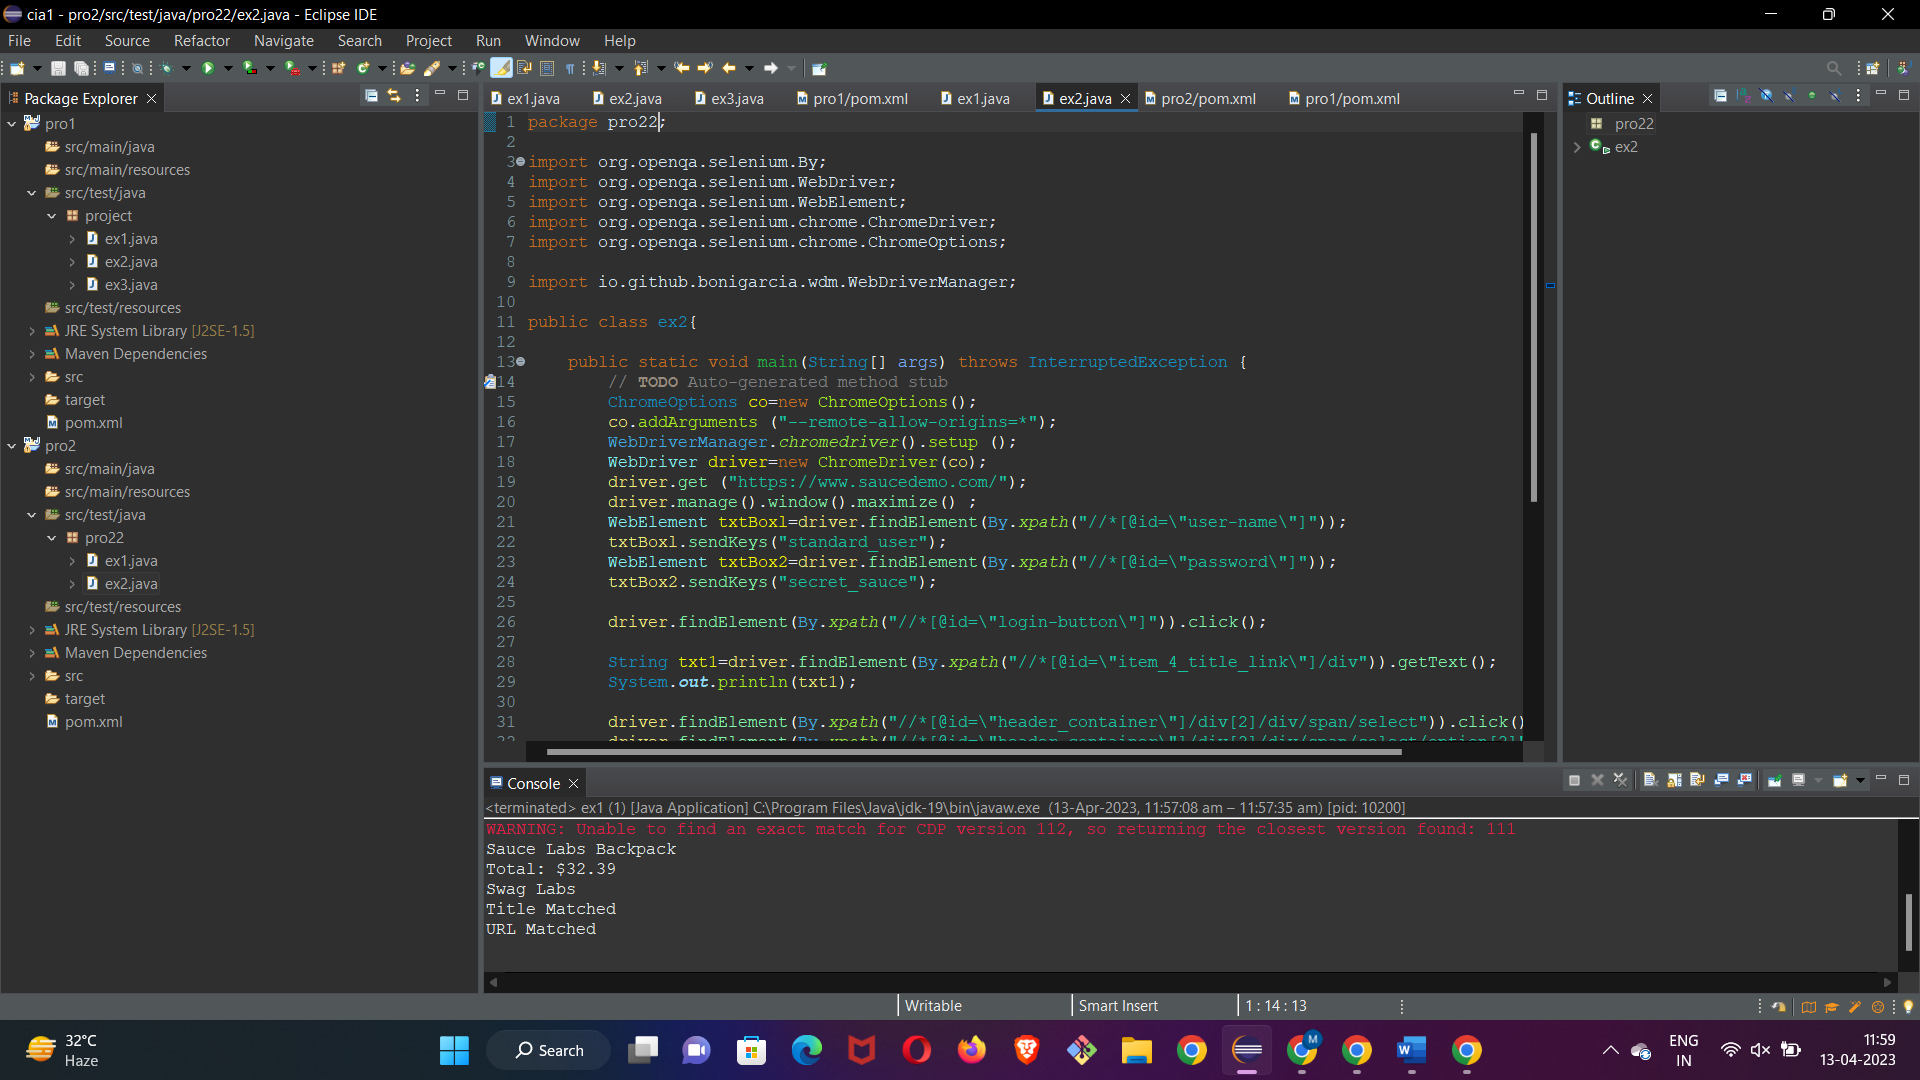 cia1 - pro2/src/test/java/pro22/ex2.java - Eclipse IDE
File Edit Source Refactor Navigate Search Project Run Window Help
Package Explorer
pro1
src/main/java
src/main/resources
src/test/java
project
ex1.java
ex2.java
ex3.java
src/test/resources
JRE System Library [J2SE-1.5]
Maven Dependencies
src
target
pom.xml
pro2
src/main/java
src/main/resources
src/test/java
pro22
ex1.java
ex2.java
src/test/resources
JRE System Library [J2SE-1.5]
Maven Dependencies
src
target
pom.xml
ex1.java ex2.java ex3.java pro1/pom.xml ex1.java ex2.java pro2/pom.xml pro1/pom.xml
1 package pro22;
2
3 import org.openqa.selenium.By;
4 import org.openqa.selenium.WebDriver;
5 import org.openqa.selenium.WebElement;
6 import org.openqa.selenium.chrome.ChromeDriver;
7 import org.openqa.selenium.chrome.ChromeOptions;
8
9 import io.github.bonigarcia.wdm.WebDriverManager;
10
11 public class ex2{
12
13 public static void main(String[] args) throws InterruptedException {
14 // TODO Auto-generated method stub
15 ChromeOptions co=new ChromeOptions();
16 co.addArguments ("--remote-allow-origins=*");
17 WebDriverManager.chromedriver().setup ();
18 WebDriver driver=new ChromeDriver(co);
19 driver.get ("https://www.saucedemo.com/");
20 driver.manage().window().maximize() ;
21 WebElement txtBoxl=driver.findElement(By.xpath("//*[@id=\"user-name\"]"));
22 txtBoxl.sendKeys("standard_user");
23 WebElement txtBox2=driver.findElement(By.xpath("//*[@id=\"password\"]"));
24 txtBox2.sendKeys("secret_sauce");
25
26 driver.findElement(By.xpath("//*[@id=\"login-button\"]")).click();
27
28 String txt1=driver.findElement(By.xpath("//*[@id=\"item_4_title_link\"]/div")).getText();
29 System.out.println(txt1);
30
31 driver.findElement(By.xpath("//*[@id=\"header_container\"]/div[2]/div/span/select")).click()
32 driver.findElement(By.xpath("//*[@id=\"header_container\"]/div[2]/div/span/select/option[2]"
Outline
pro22
ex2
Console
<terminated> ex1 (1) [Java Application] C:\Program Files\Java\jdk-19\bin\javaw.exe (13-Apr-2023, 11:57:08 am – 11:57:35 am) [pid: 10200]
WARNING: Unable to find an exact match for CDP version 112, so returning the closest version found: 111
Sauce Labs Backpack
Total: $32.39
Swag Labs
Title Matched
URL Matched
Writable Smart Insert 1 : 14 : 13
32°C
Haze
Search
M
ENG
IN
11:59
13-04-2023